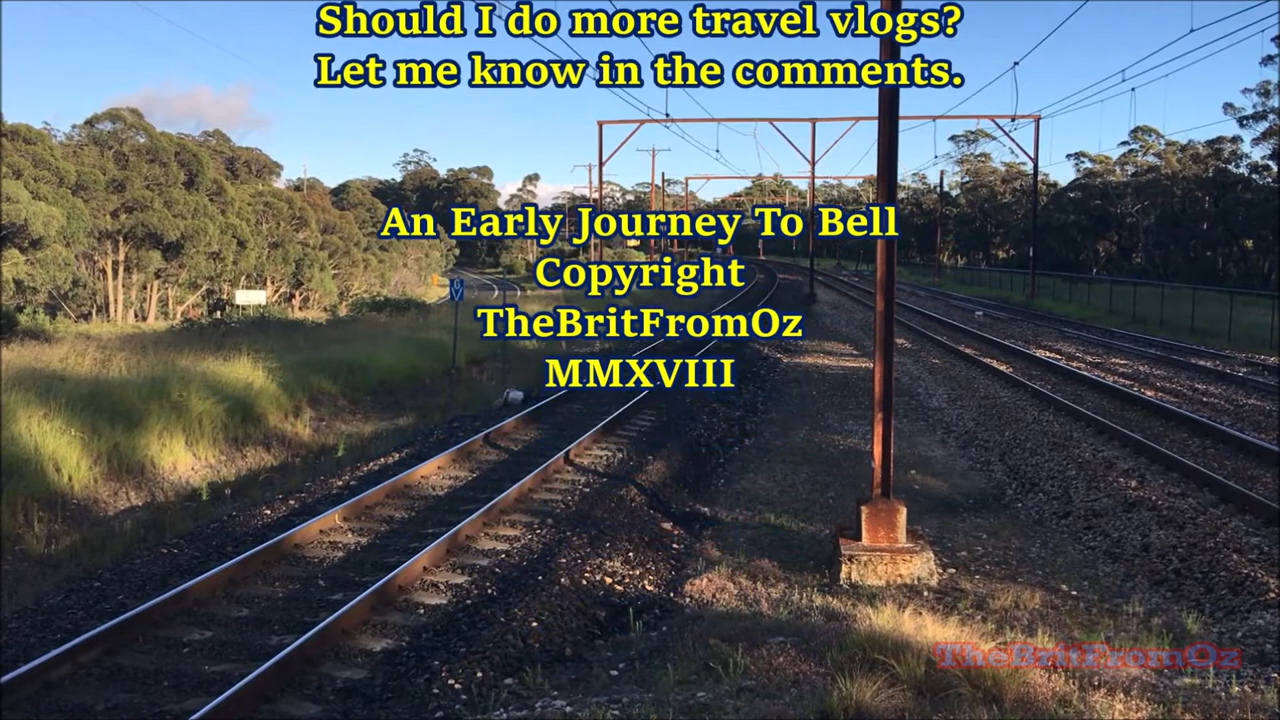 Should I do more travel vlogs?
Let me know in the comments.
An Early Journey To Bell
Copyright
TheBritFromOz
MMXVIII
TheBritFromOz